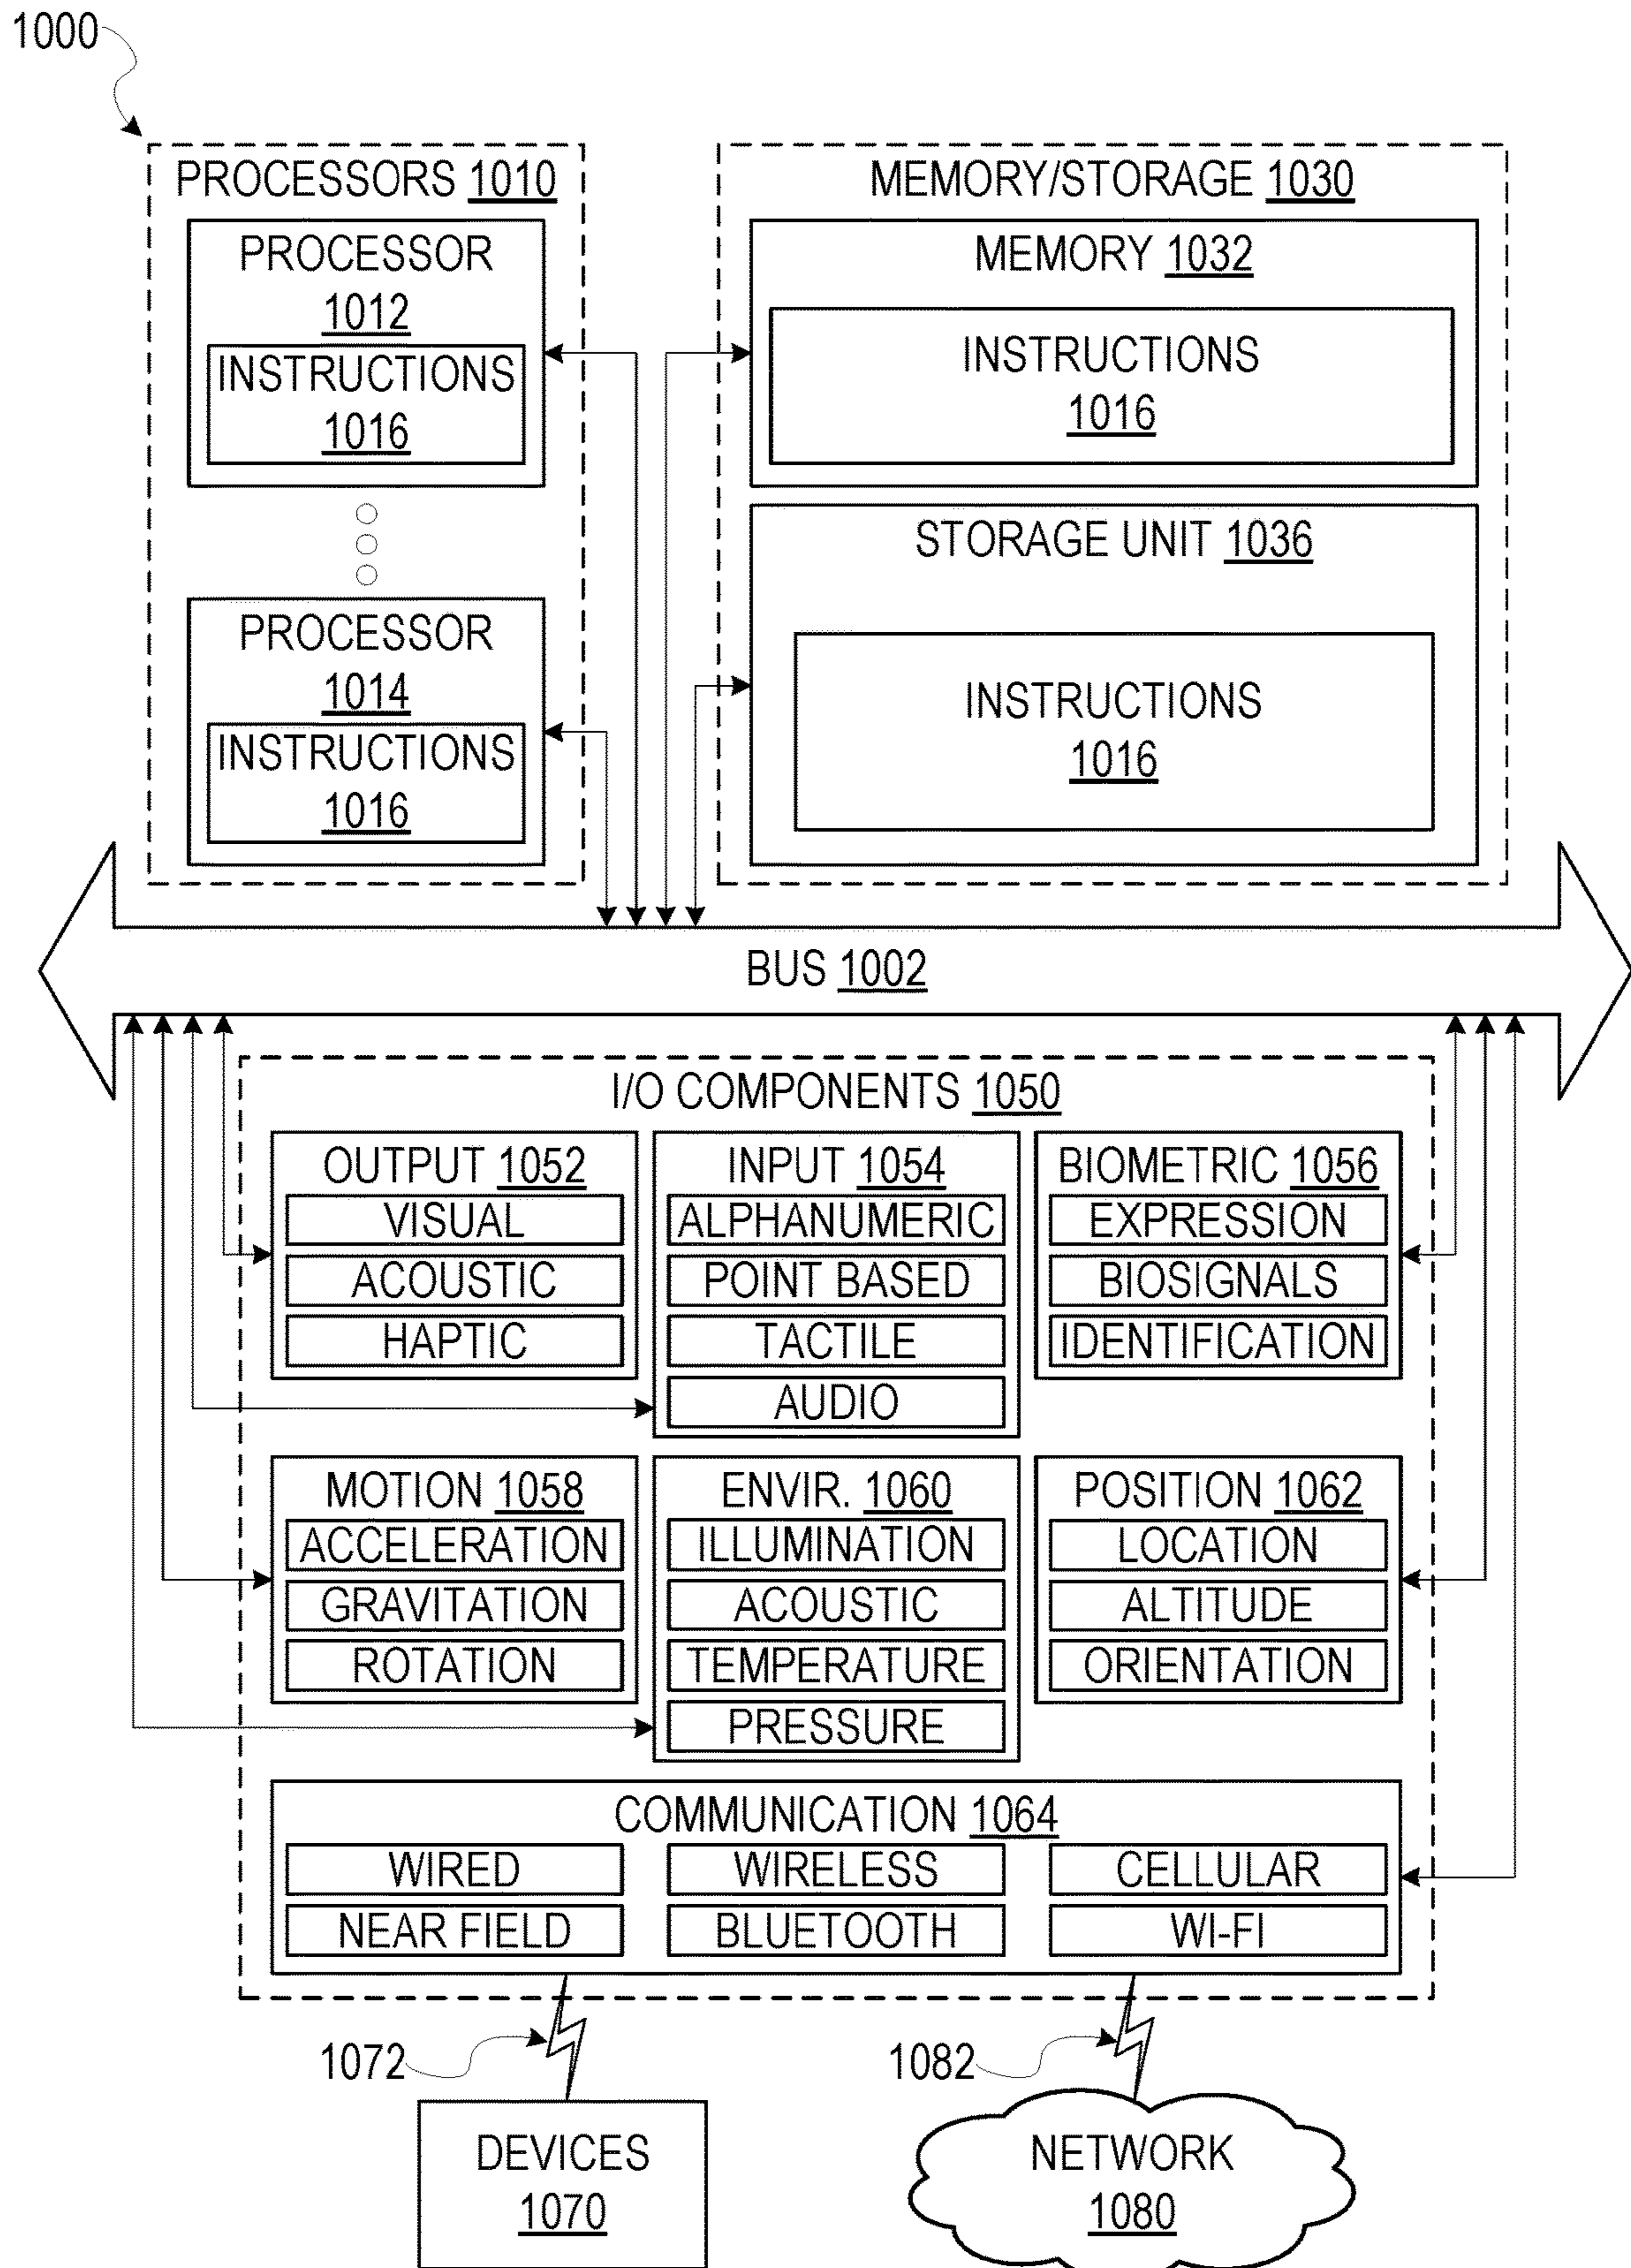 1000
PROCESSORS 1010
PROCESSOR
1012
INSTRUCTIONS
1016
PROCESSOR
1014
INSTRUCTIONS
1016
MEMORY/STORAGE 1030
MEMORY 1032
INSTRUCTIONS
1016
STORAGE UNIT 1036
INSTRUCTIONS
1016
BUS 1002
I/O COMPONENTS 1050
OUTPUT 1052
VISUAL
ACOUSTIC
HAPTIC
INPUT 1054
ALPHANUMERIC
POINT BASED
TACTILE
AUDIO
BIOMETRIC 1056
EXPRESSION
BIOSIGNALS
IDENTIFICATION
MOTION 1058
ACCELERATION
GRAVITATION
ROTATION
ENVIR. 1060
ILLUMINATION
ACOUSTIC
TEMPERATURE
PRESSURE
POSITION 1062
LOCATION
ALTITUDE
ORIENTATION
COMMUNICATION 1064
WIRED
WIRELESS
CELLULAR
NEAR FIELD
BLUETOOTH
WI-FI
1072
1082
DEVICES
1070
NETWORK
1080